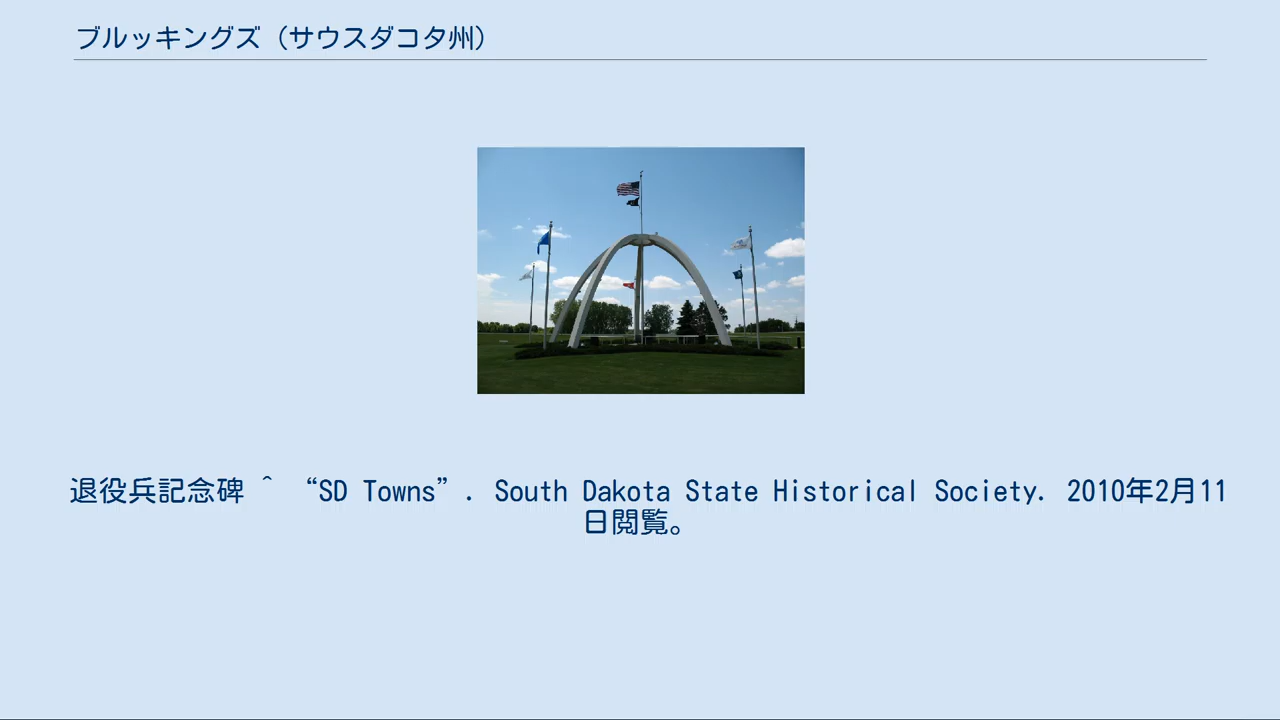 ブルッキングズ（サウスダコタ州）
退役兵記念碑 ^ “SD Towns”. South Dakota State Historical Society. 2010年2月11
日閲覧。